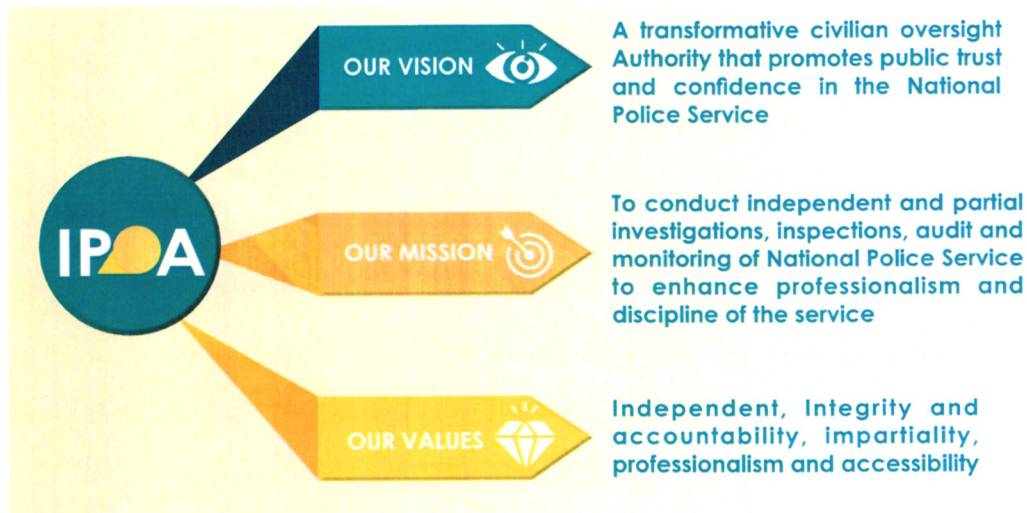 IPOA
OUR VISION
A transformative civilian oversight
Authority that promotes public trust
and confidence in the National
Police Service
OUR MISSION
To conduct independent and partial
investigations, inspections, audit and
monitoring of National Police Service
to enhance professionalism and
discipline of the service
OUR VALUES
Independent, Integrity and
accountability, impartiality,
professionalism and accessibility